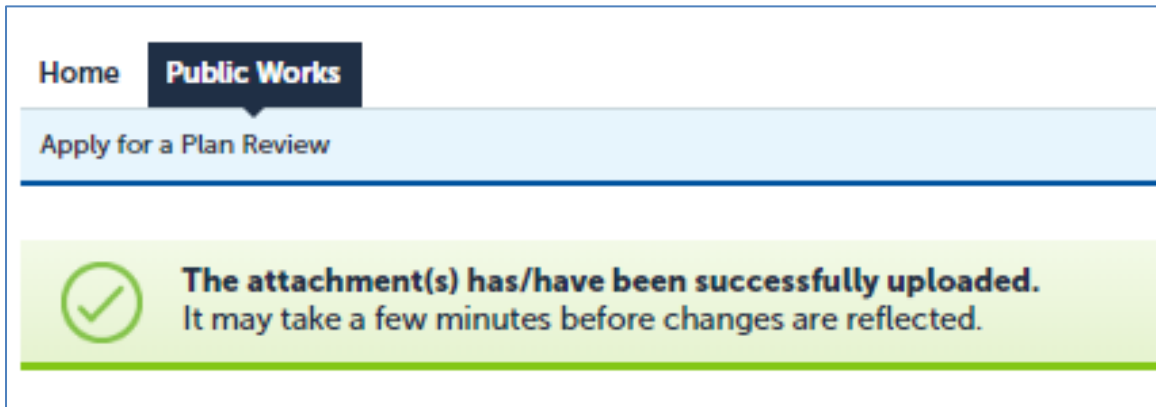 Home Public Works
Apply for a Plan Review
The attachment(s) has/have been successfully uploaded.
It may take a few minutes before changes are reflected.